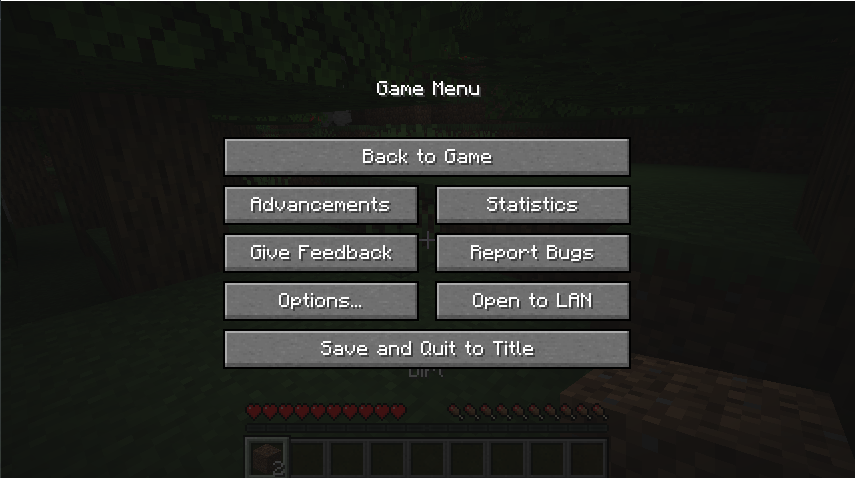 Game Menu
Back to Game
Advancements
Statistics
Give Feedback
Report Bugs
Options...
Open to LAN
Save and Quit to Title
Dirt
2